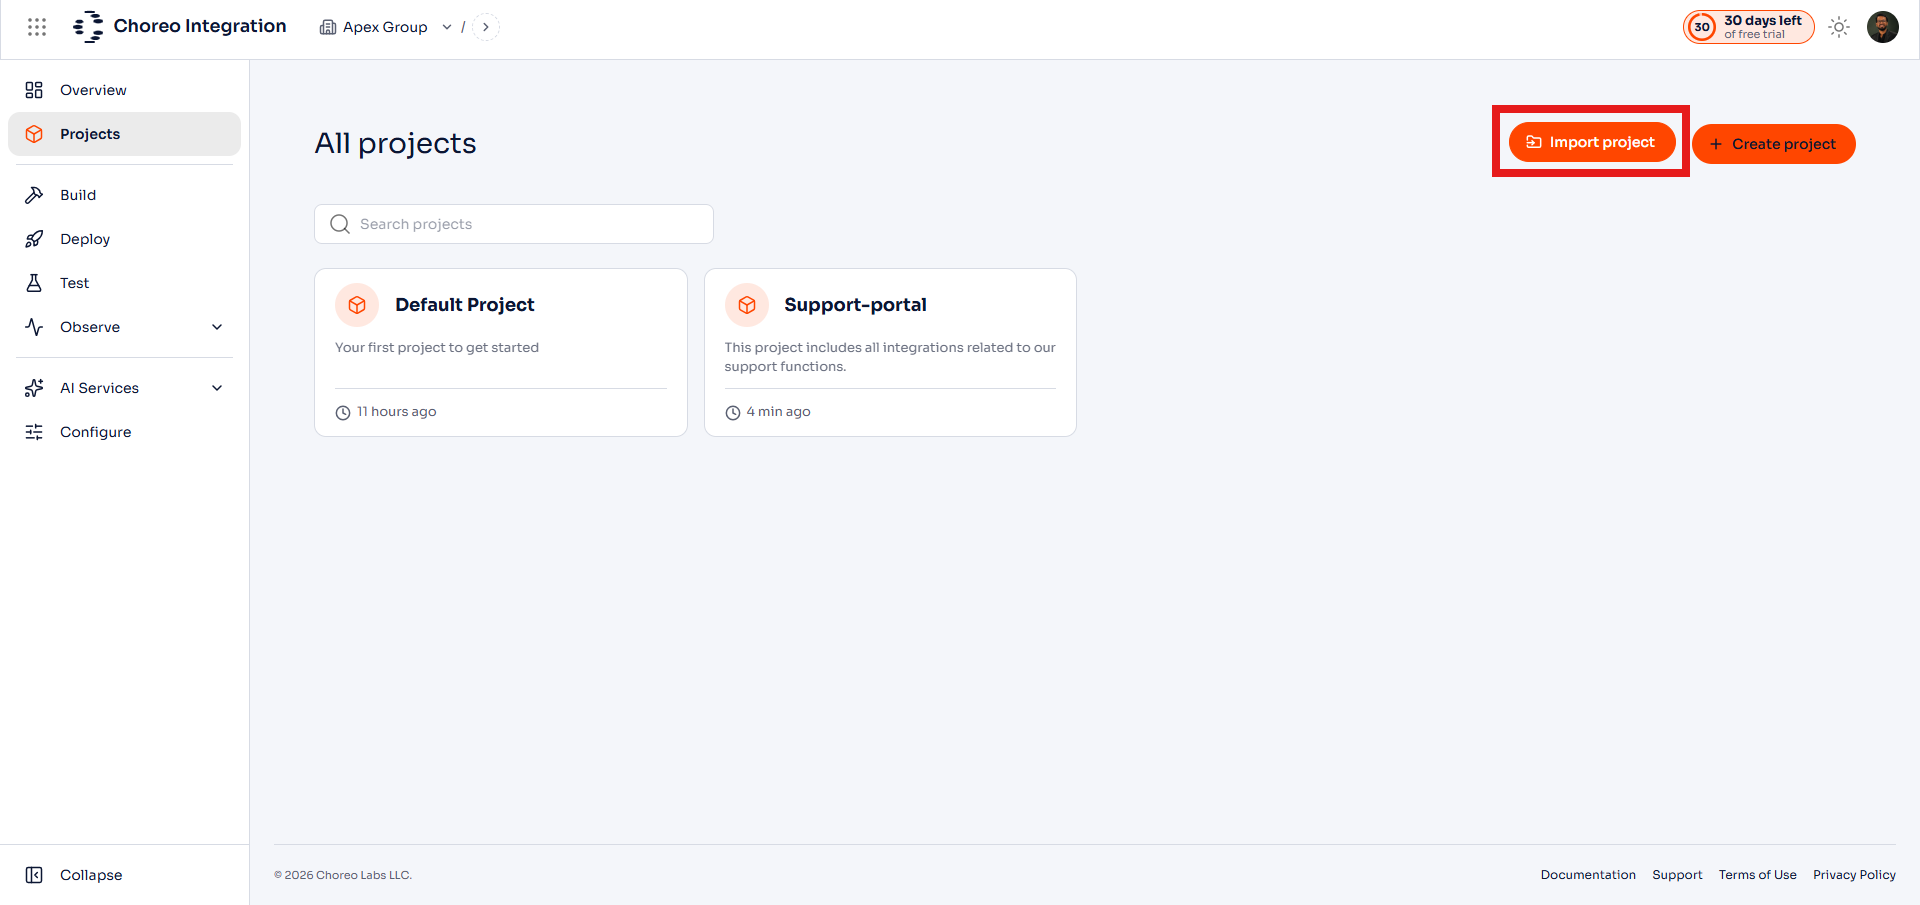 Choreo Integration
Apex Group
/
30
30 days left
of free trial
Overview
Projects
Build
Deploy
Test
Observe
AI Services
Configure
Collapse
All projects
Import project
+ Create project
Search projects
Default Project
Your first project to get started
11 hours ago
Support-portal
This project includes all integrations related to our
support functions.
4 min ago
© 2026 Choreo Labs LLC.
Documentation
Support
Terms of Use
Privacy Policy